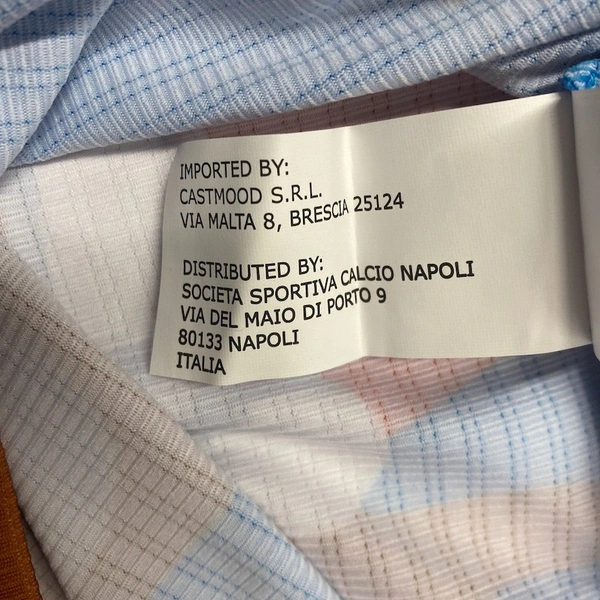 IMPORTED BY:
CASTMOOD S.R.L.
VIA MALTA 8, BRESCIA 25124
DISTRIBUTED BY:
SOCIETA SPORTIVA CALCIO NAPOLI
VIA DEL MAIO DI PORTO 9
80133 NAPOLI
ITALIA